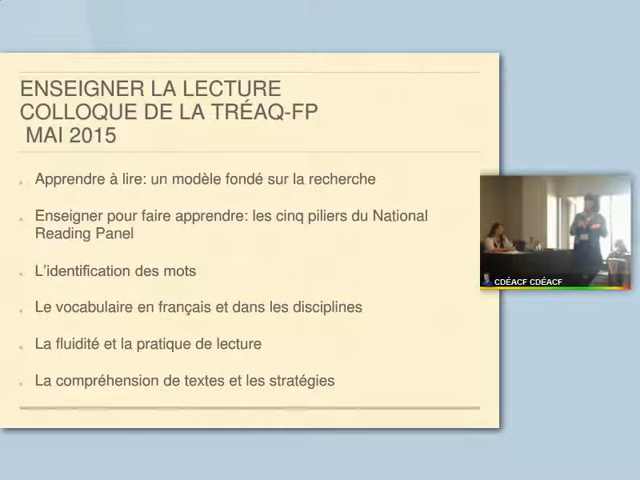 ENSEIGNER LA LECTURE
COLLOQUE DE LA TRÉAQ-FP
MAI 2015
Apprendre à lire: un modèle fondé sur la recherche
Enseigner pour faire apprendre: les cinq piliers du National
Reading Panel
L'identification des mots
Le vocabulaire en français et dans les disciplines
La fluidité et la pratique de lecture
La compréhension de textes et les stratégies
CDÉACF CDÉACF